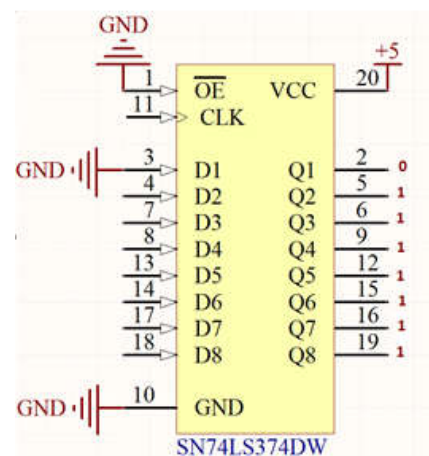 GND
+5
1 OE VCC 20
11 CLK
GND 3 D1 Q1 2 0
4 D2 Q2 5 1
7 D3 Q3 6 1
8 D4 Q4 9 1
13 D5 Q5 12 1
14 D6 Q6 15 1
17 D7 Q7 16 1
18 D8 Q8 19 1
GND 10 GND
SN74LS374DW